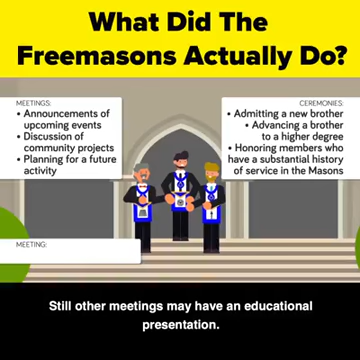 What Did The
Freemasons Actually Do?
MEETINGS:
• Announcements of
upcoming events
• Discussion of
community projects
• Planning for a future
activity
CEREMONIES:
• Admitting a new brother
• Advancing a brother
to a higher degree
• Honoring members who
have a substantial history
of service in the Masons
MEETING:
Still other meetings may have an educational
presentation.